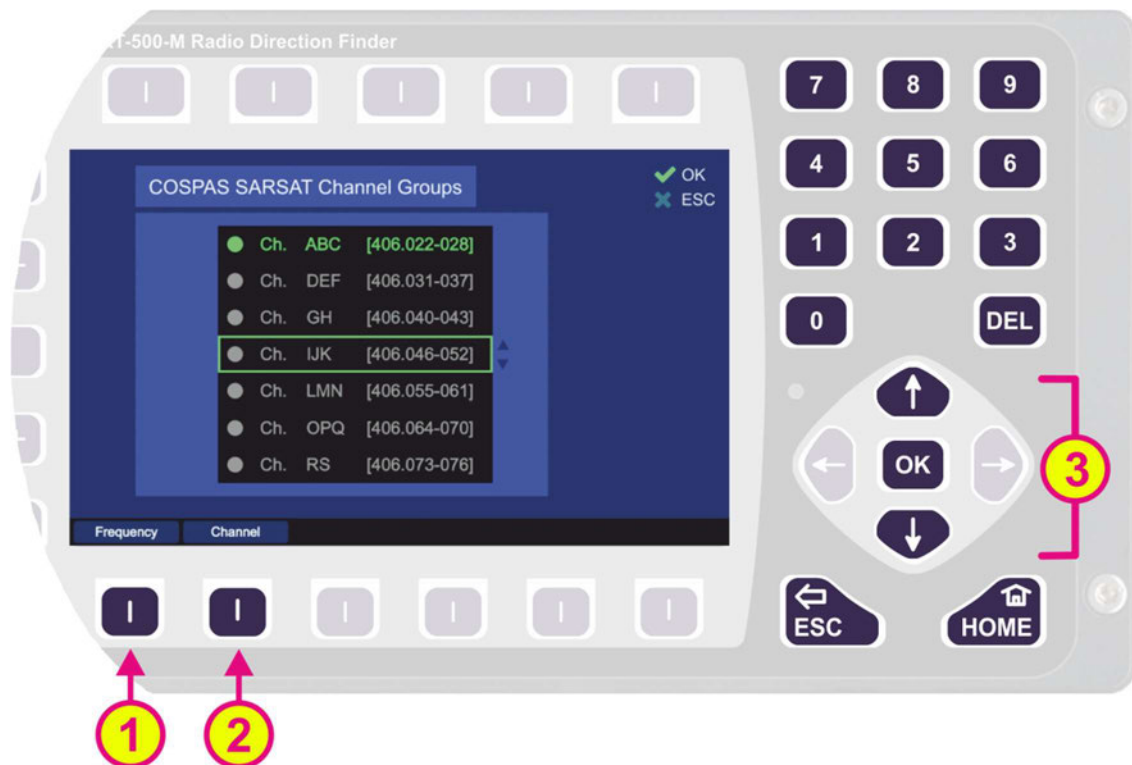 RT-500-M Radio Direction Finder
COSPAS SARSAT Channel Groups
OK
ESC
Ch. ABC [406.022-028]
Ch. DEF [406.031-037]
Ch. GH [406.040-043]
Ch. IJK [406.046-052]
Ch. LMN [406.055-061]
Ch. OPQ [406.064-070]
Ch. RS [406.073-076]
Frequency Channel
7 8 9
4 5 6
1 2 3
0 DEL
OK
ESC HOME
1 2 3